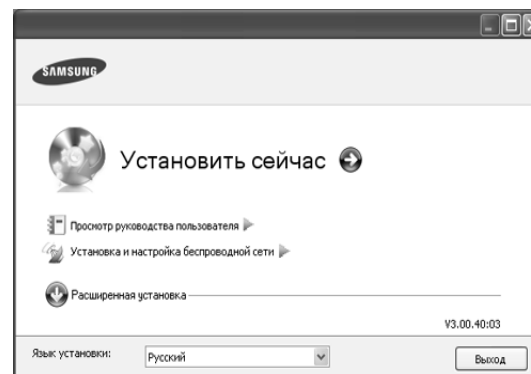 SAMSUNG
Установить сейчас
Просмотр руководства пользователя
Установка и настройка беспроводной сети
Расширенная установка
V3.00.40:03
Язык установки: Русский Выход